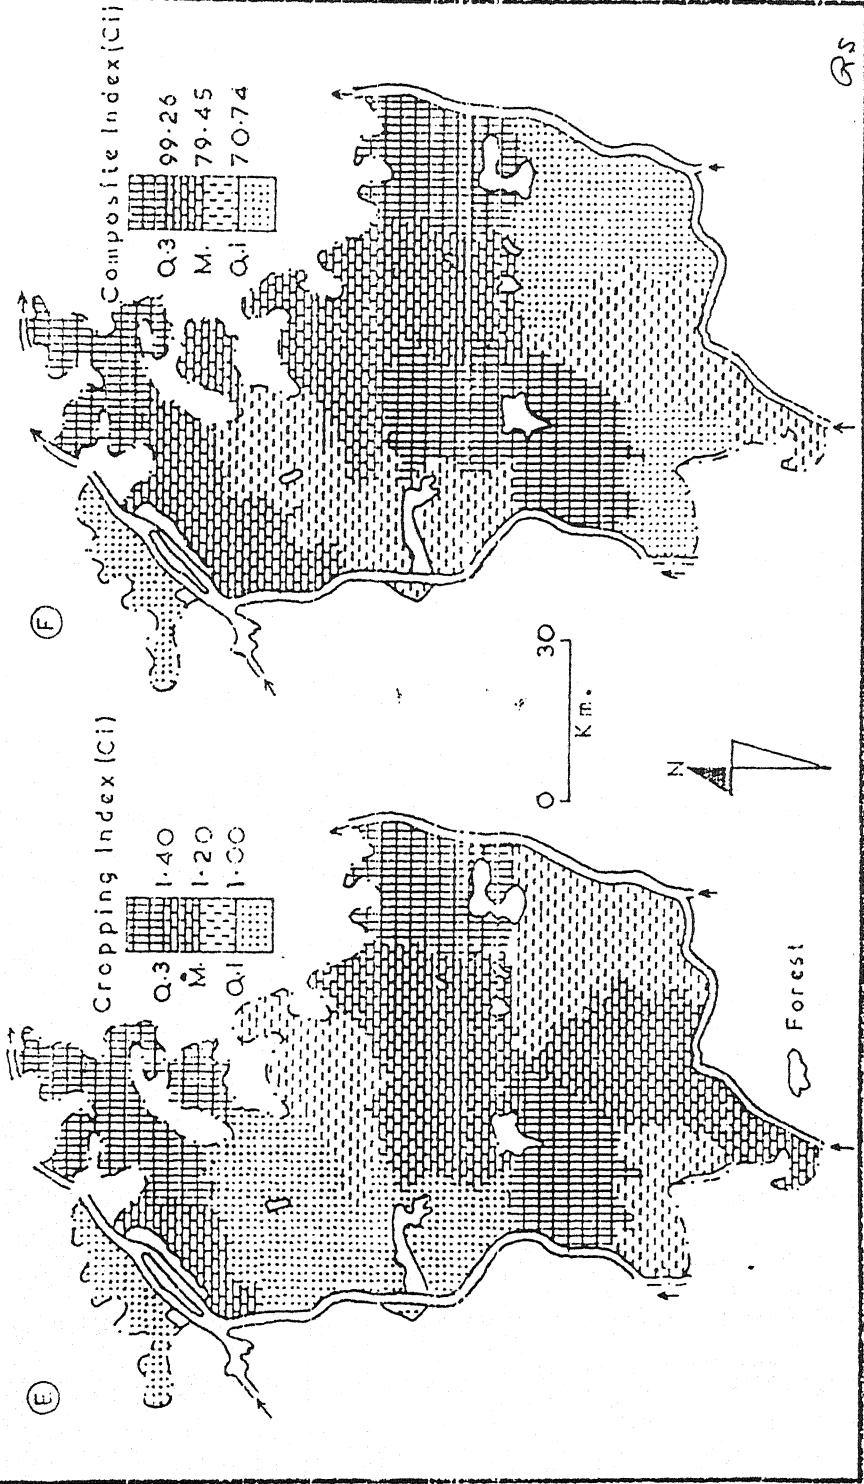 E
Cropping Index (Ci)
Q.3 1·40
M. 1·20
Q.1 1·00
F
Composite Index (Ci)
Q.3 99·26
M. 79·45
Q.1 70·74
0 30
Km.
N
Forest